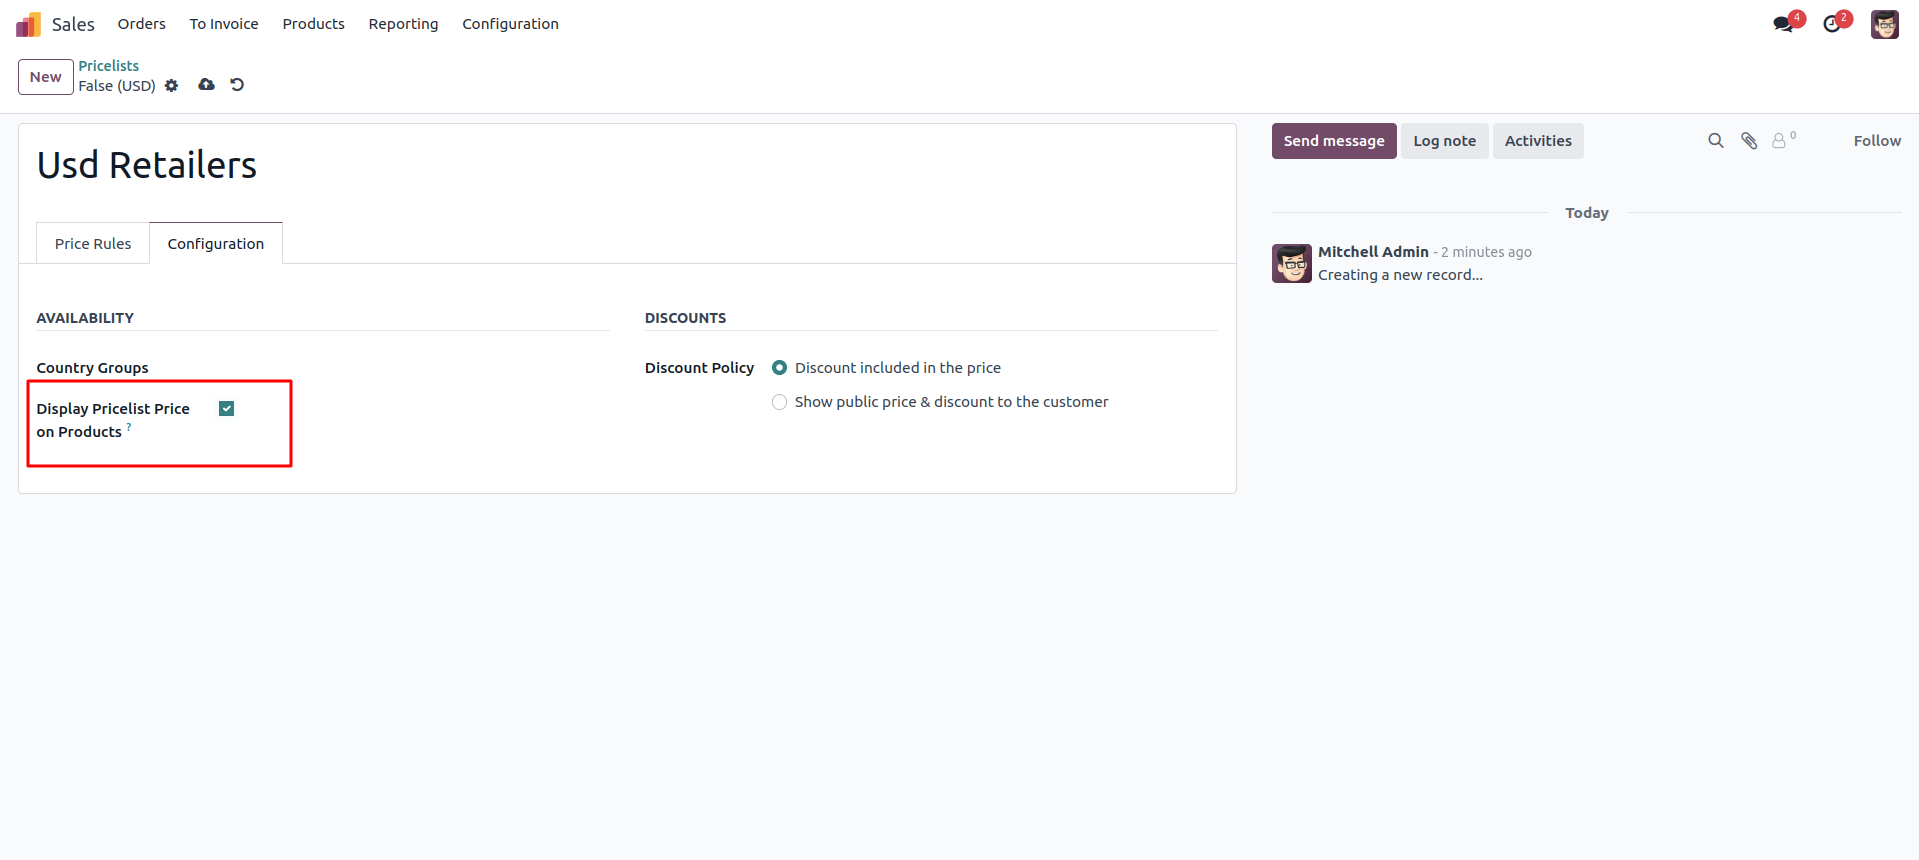 Sales Orders To Invoice Products Reporting Configuration 4 2
New Pricelists
False (USD)
Usd Retailers
Price Rules Configuration
AVAILABILITY
Country Groups
Display Pricelist Price
on Products ?
DISCOUNTS
Discount Policy Discount included in the price
Show public price & discount to the customer
Send message Log note Activities 0 Follow
Today
Mitchell Admin - 2 minutes ago
Creating a new record...